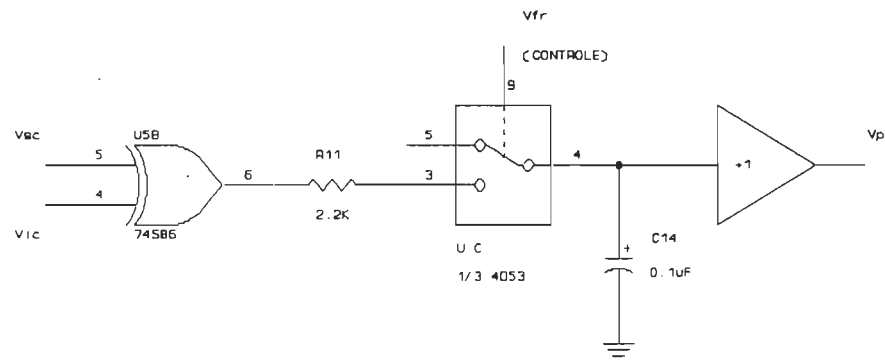 Vfr
(CONTROLE)
9
Vsc
5
U5B
6
R11
2.2K
4
Vic
74S86
5
3
4
U C
1/3 4053
+1
Vp
+
C14
0.1uF